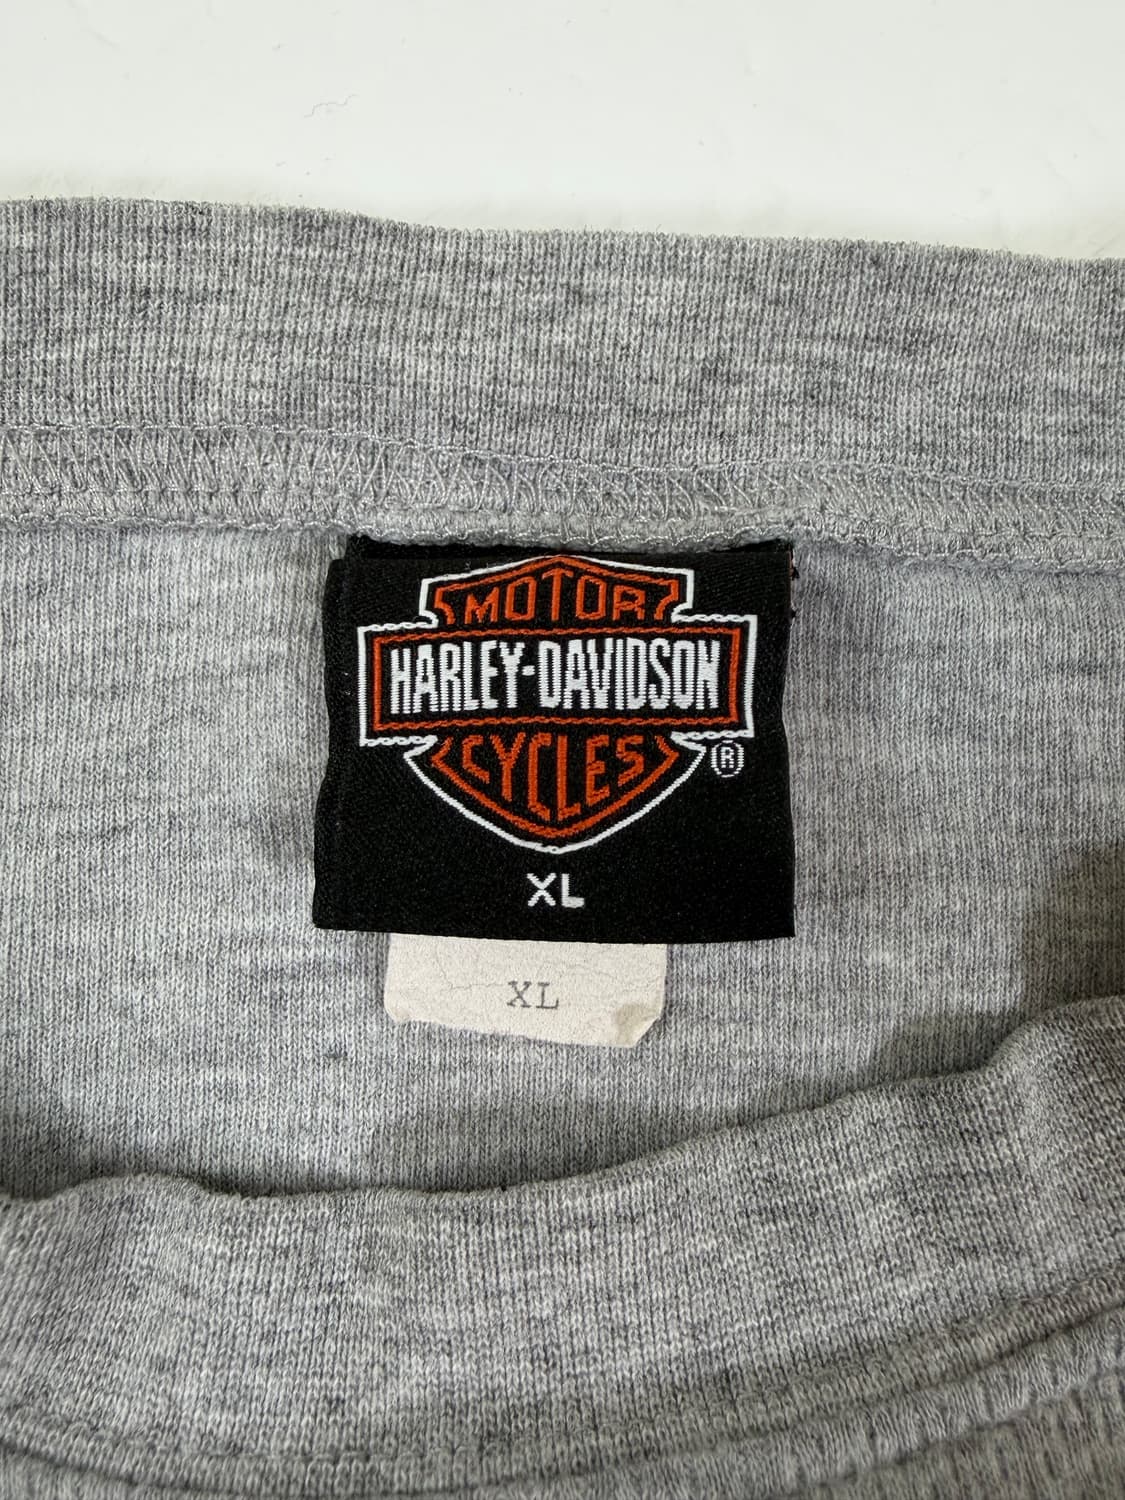 MOTOR
HARLEY-DAVIDSON
CYCLES
®
XL
XL